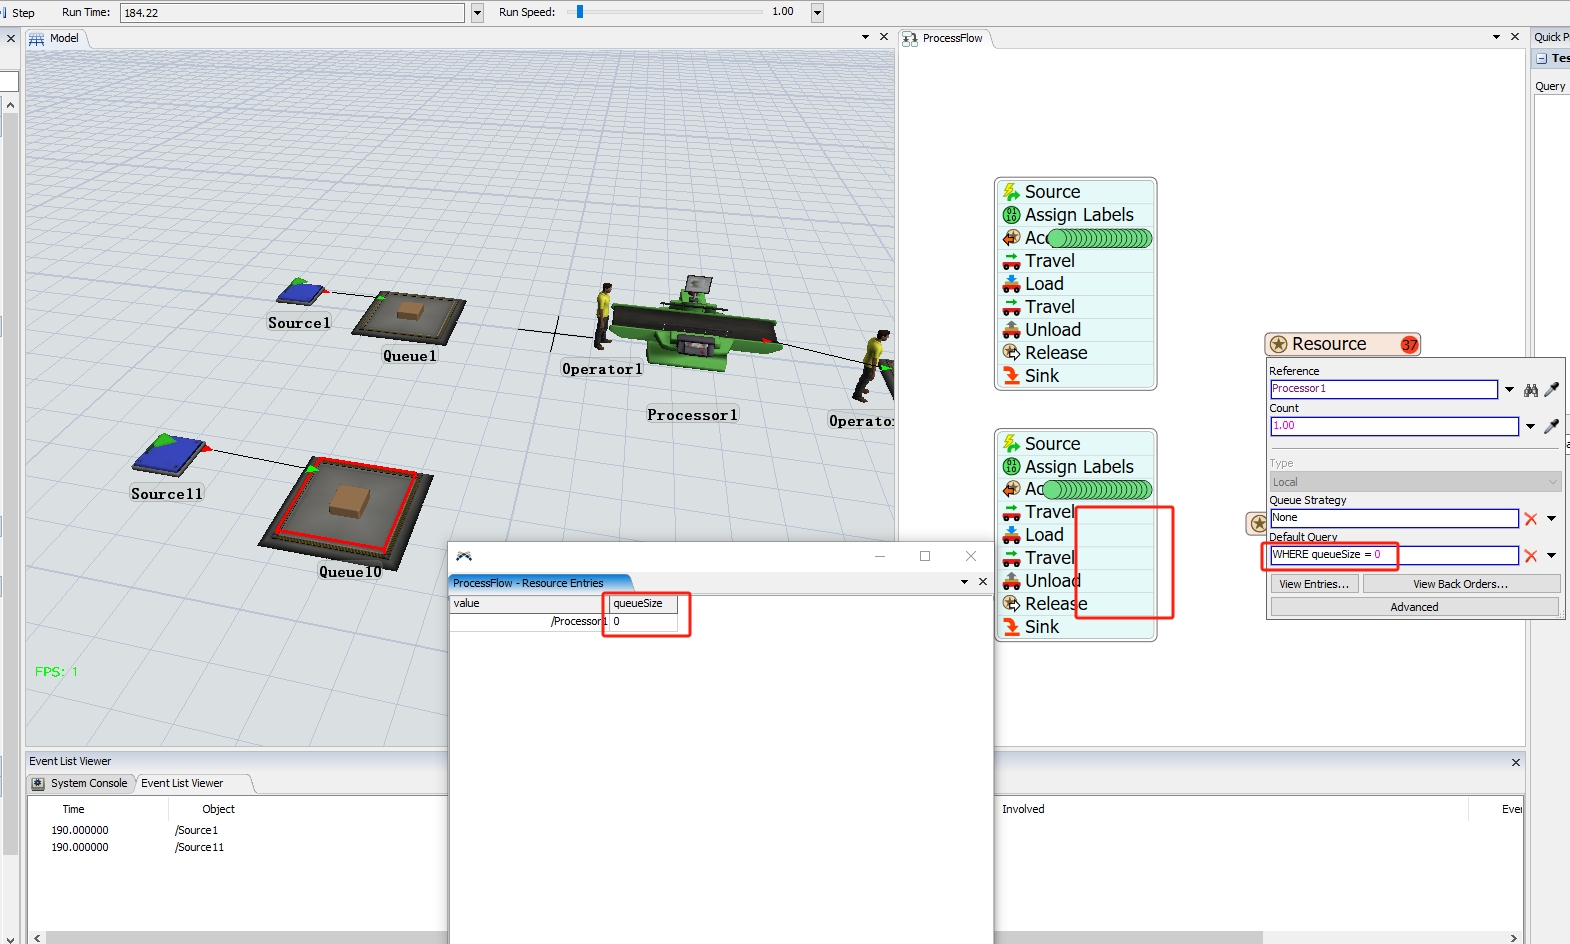 Step
Run Time:
184.22
Run Speed:
1.00
Model
ProcessFlow
Quick P
Tes
Query
Source1
Queue1
Operator1
Processor1
Operato
Source11
Queue10
FPS: 1
Source
Assign Labels
Acc
Travel
Load
Travel
Unload
Release
Sink
Source
Assign Labels
Ac
Travel
Load
Travel
Unload
Release
Sink
Resource
37
Reference
Processor1
Count
1.00
Type
Local
Queue Strategy
None
Default Query
WHERE queueSize = 0
View Entries...
View Back Orders...
Advanced
ProcessFlow - Resource Entries
value
queueSize
/Processor1
0
Event List Viewer
System Console
Event List Viewer
Time
Object
Involved
Even
190.000000
/Source1
190.000000
/Source11